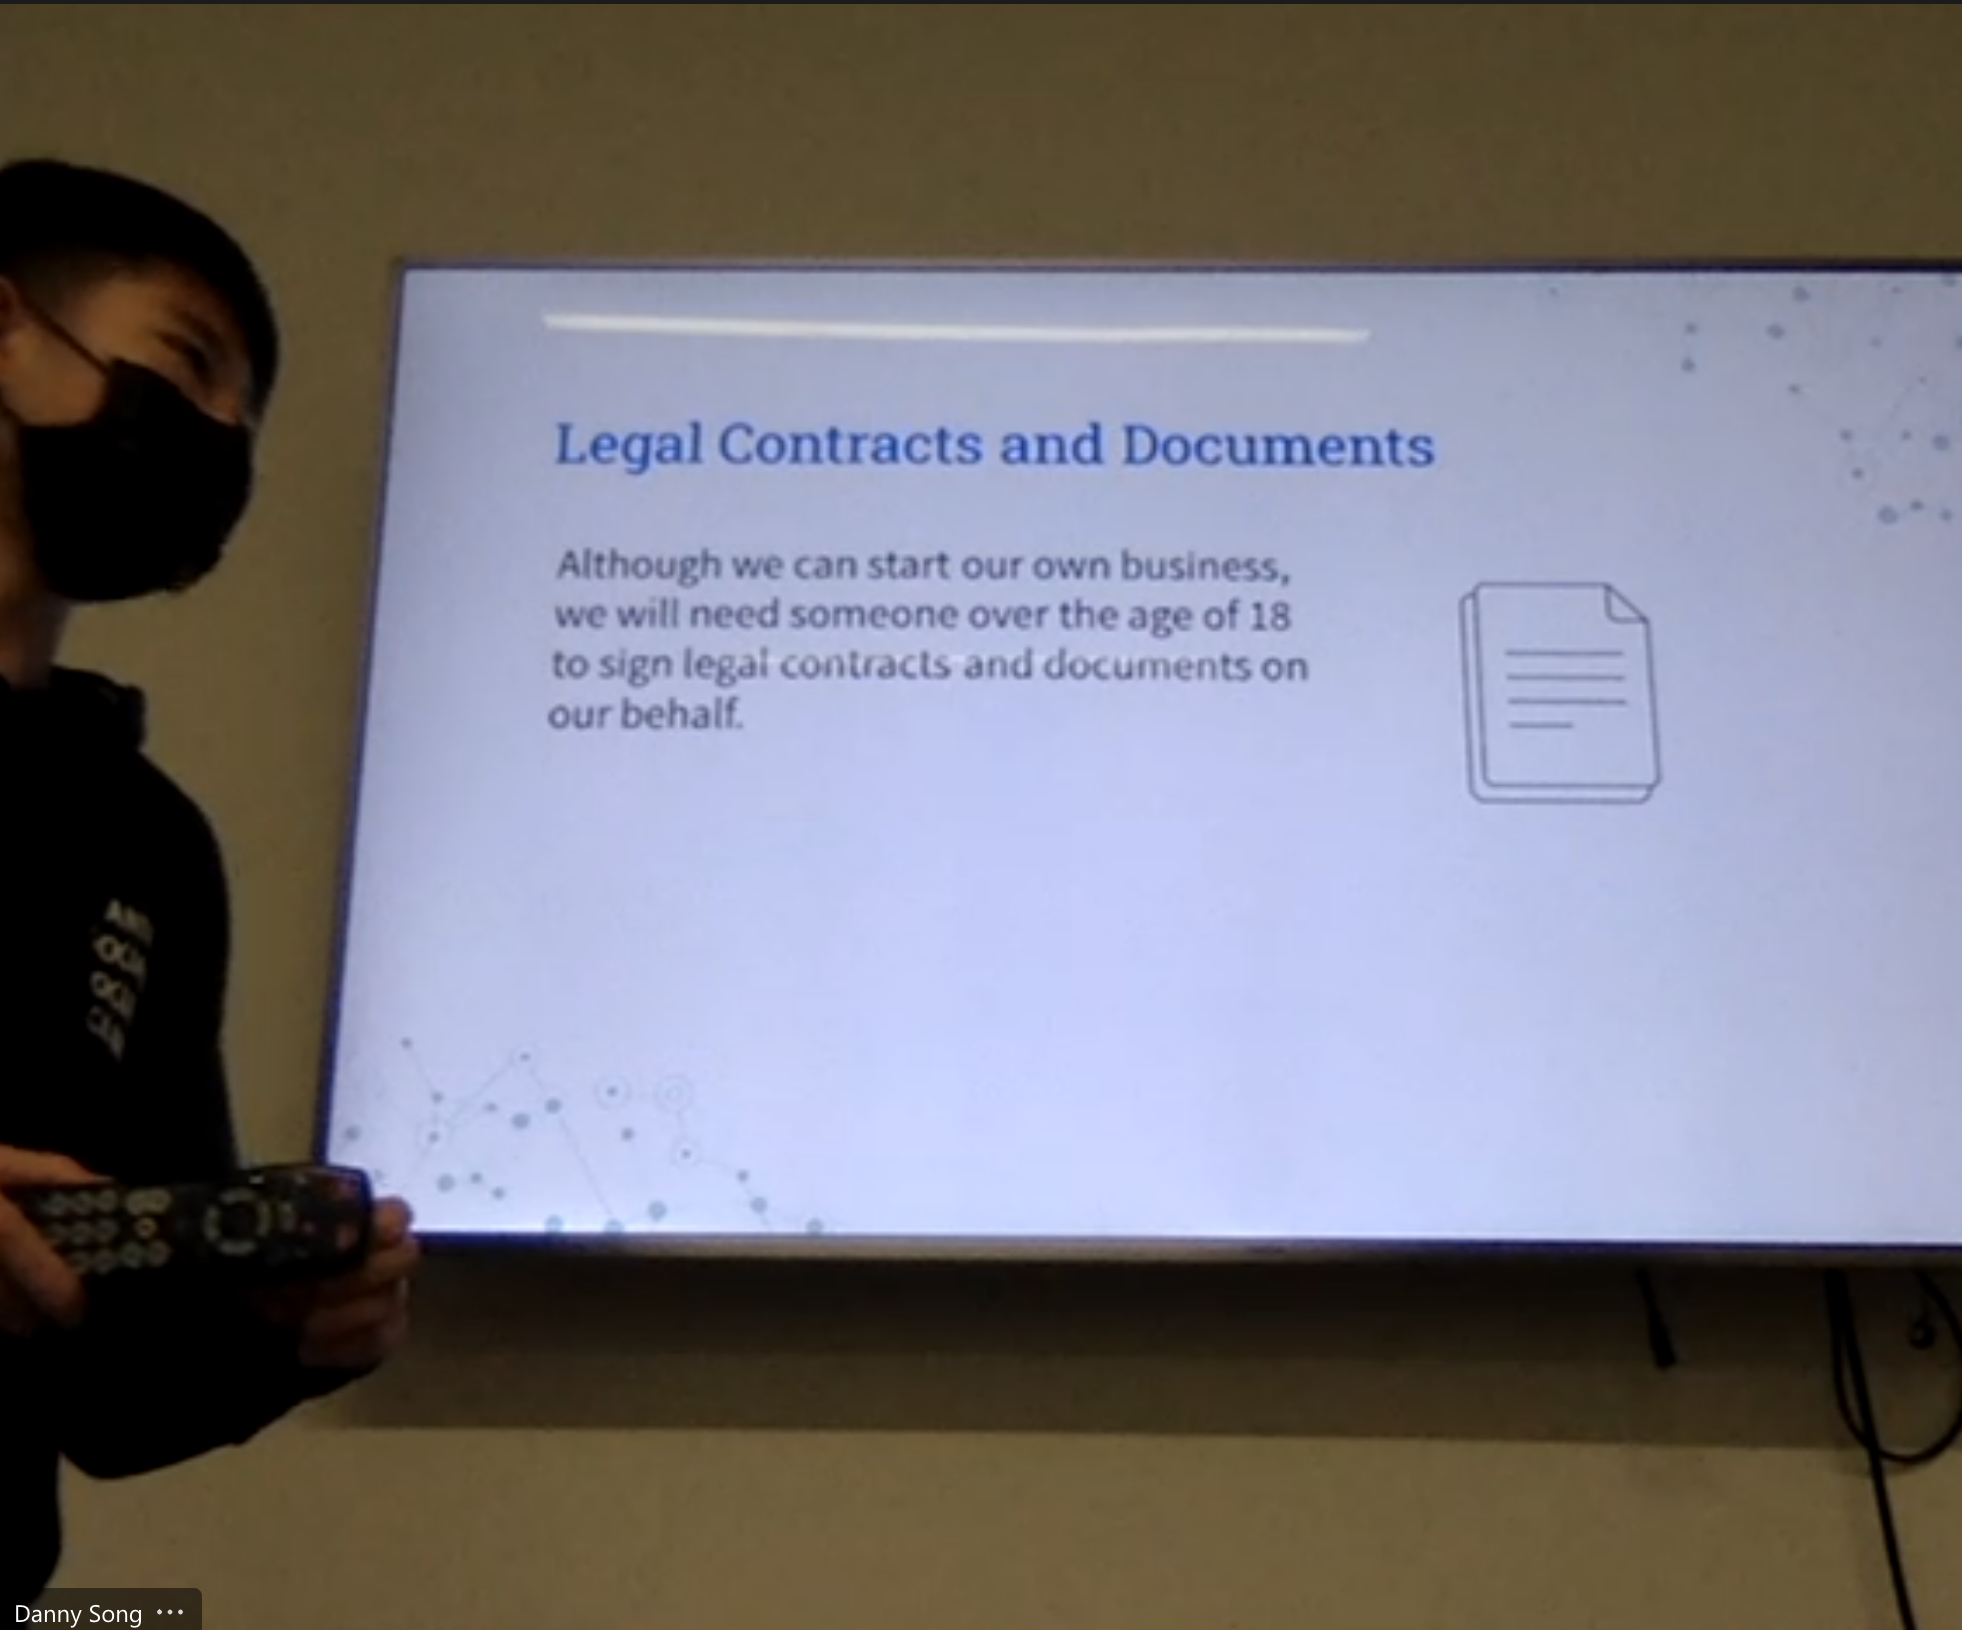 Legal Contracts and Documents
Although we can start our own business,
we will need someone over the age of 18
to sign legal contracts and documents on
our behalf.
Danny Song